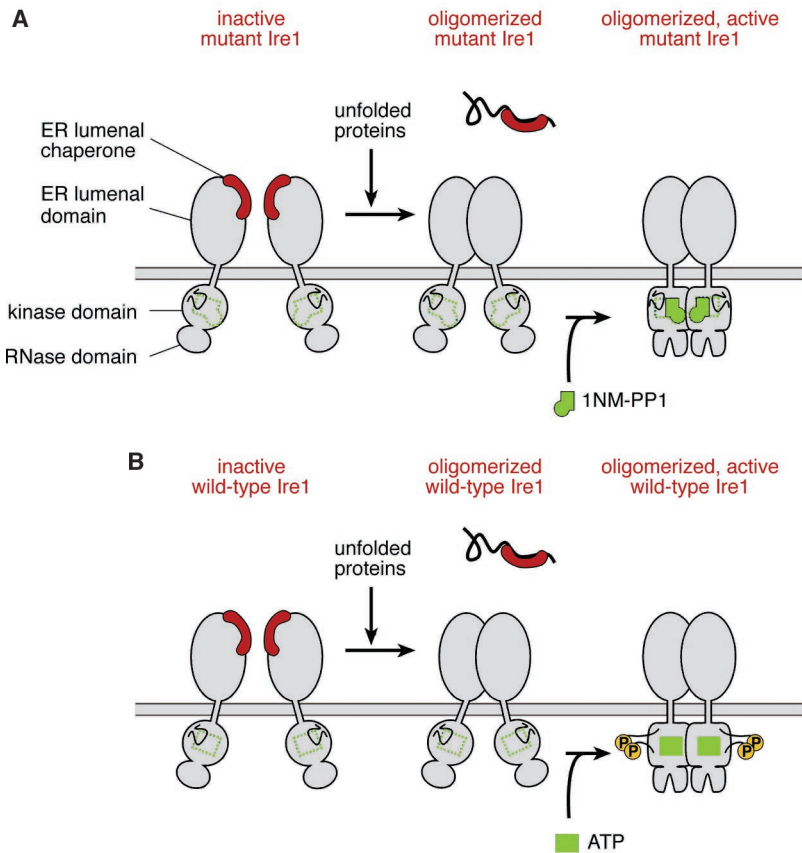 A
inactive
mutant Ire1
oligomerized
mutant Ire1
oligomerized, active
mutant Ire1
unfolded
proteins
ER lumenal
chaperone
ER lumenal
domain
kinase domain
RNase domain
1NM-PP1
B
inactive
wild-type Ire1
oligomerized
wild-type Ire1
oligomerized, active
wild-type Ire1
unfolded
proteins
P
P
P
P
ATP